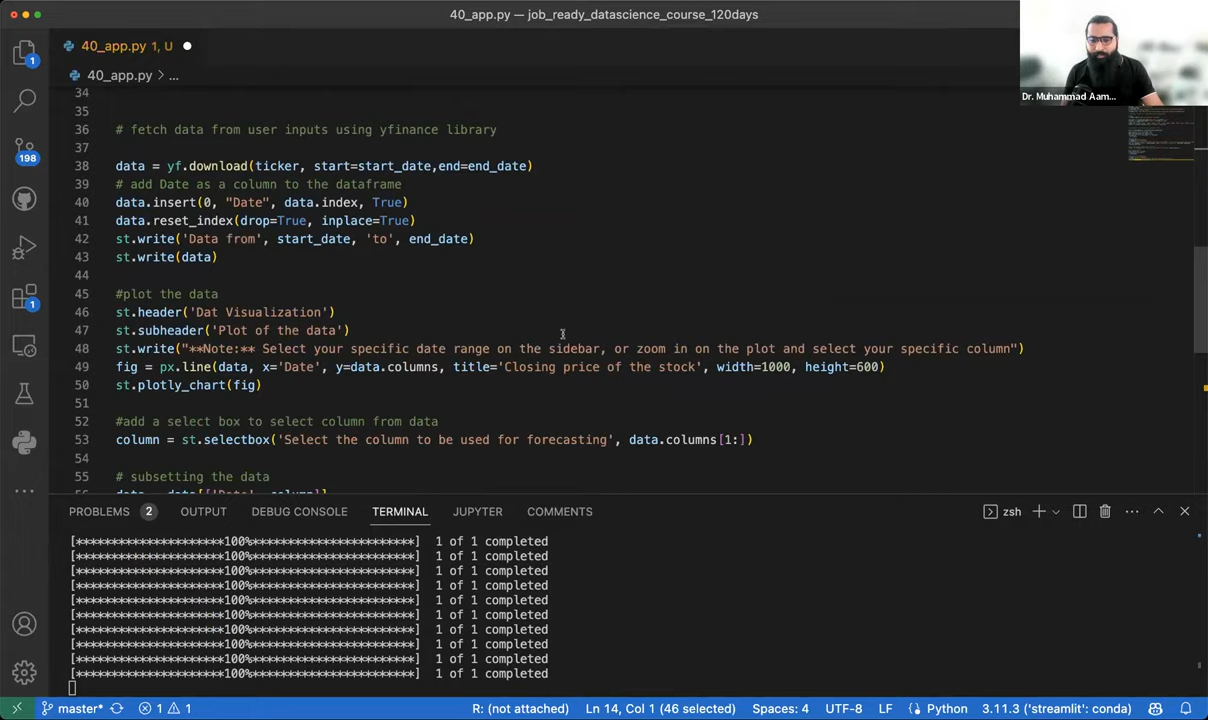 40_app.py — job_ready_datascience_course_120days
40_app.py 1, U
40_app.py > ...
Dr. Muhammad Aam...
1
198
1
34
35
36 # fetch data from user inputs using yfinance library
37
38 data = yf.download(ticker, start=start_date,end=end_date)
39 # add Date as a column to the dataframe
40 data.insert(0, "Date", data.index, True)
41 data.reset_index(drop=True, inplace=True)
42 st.write('Data from', start_date, 'to', end_date)
43 st.write(data)
44
45 #plot the data
46 st.header('Dat Visualization')
47 st.subheader('Plot of the data')
48 st.write("**Note:** Select your specific date range on the sidebar, or zoom in on the plot and select your specific column")
49 fig = px.line(data, x='Date', y=data.columns, title='Closing price of the stock', width=1000, height=600)
50 st.plotly_chart(fig)
51
52 #add a select box to select column from data
53 column = st.selectbox('Select the column to be used for forecasting', data.columns[1:])
54
55 # subsetting the data
56 data = data[['Date', column]]
PROBLEMS 2 OUTPUT DEBUG CONSOLE TERMINAL JUPYTER COMMENTS zsh
[**********************100%***********************] 1 of 1 completed
[**********************100%***********************] 1 of 1 completed
[**********************100%***********************] 1 of 1 completed
[**********************100%***********************] 1 of 1 completed
[**********************100%***********************] 1 of 1 completed
[**********************100%***********************] 1 of 1 completed
[**********************100%***********************] 1 of 1 completed
[**********************100%***********************] 1 of 1 completed
[**********************100%***********************] 1 of 1 completed
[**********************100%***********************] 1 of 1 completed
master* 1 1 R: (not attached) Ln 14, Col 1 (46 selected) Spaces: 4 UTF-8 LF Python 3.11.3 ('streamlit': conda)